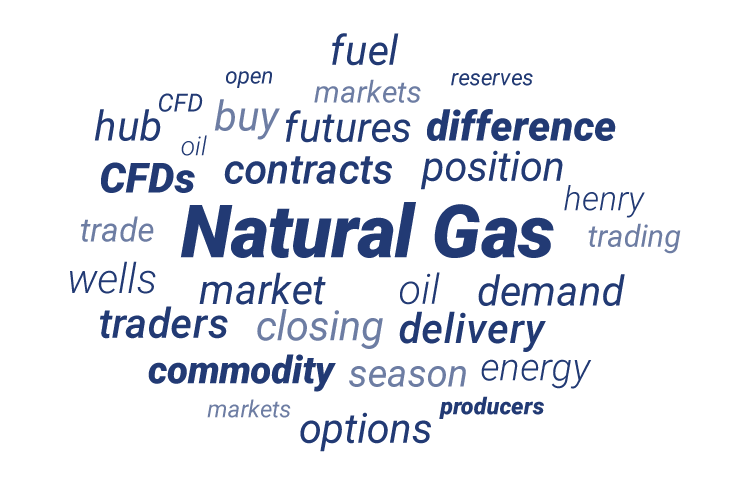 fuel
open markets reserves
hub CFD buy futures difference
oil
CFDs contracts position
henry
trade Natural Gas trading
wells market oil demand
traders closing delivery
commodity season energy
markets options producers